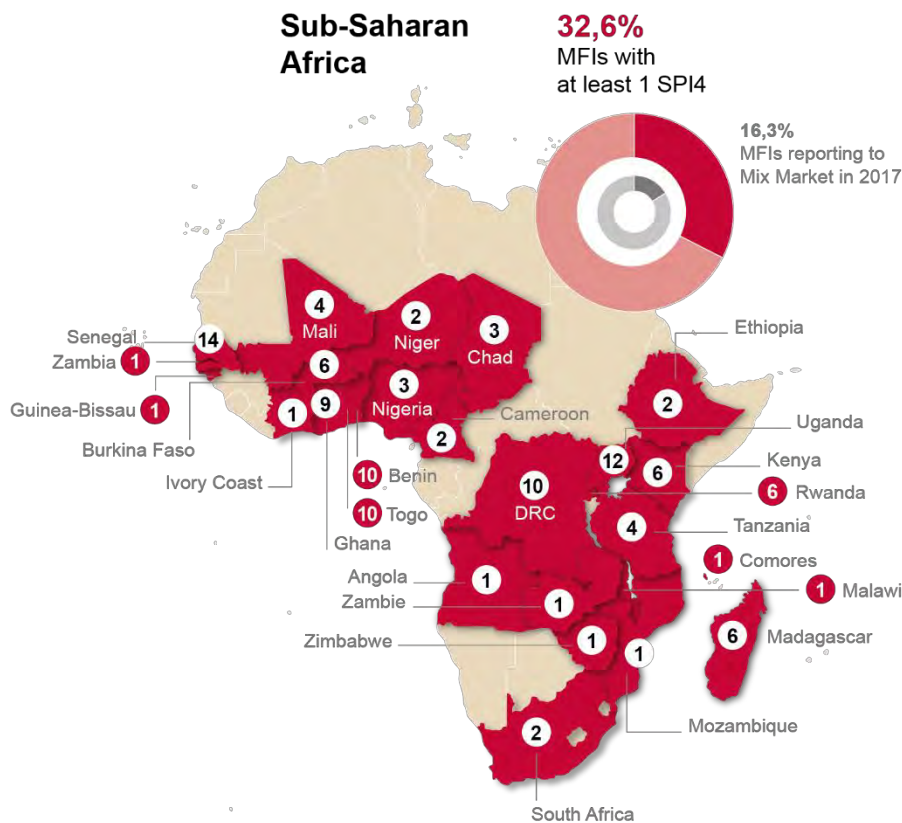 Sub-Saharan
Africa
32,6%
MFIs with
at least 1 SPI4
16,3%
MFIs reporting to
Mix Market in 2017
4
Mali
2
Niger
3
Chad
Senegal
14
Zambia
1
Guinea-Bissau
1
6
Burkina Faso
1
Ivory Coast
9
3
Nigeria
Cameroon
2
10
Benin
10
Togo
Ghana
Ethiopia
2
Uganda
12
6
Kenya
6
Rwanda
10
DRC
4
Tanzania
1
Comores
1
Malawi
Angola
1
Zambie
1
Zimbabwe
1
1
6
Madagascar
Mozambique
2
South Africa